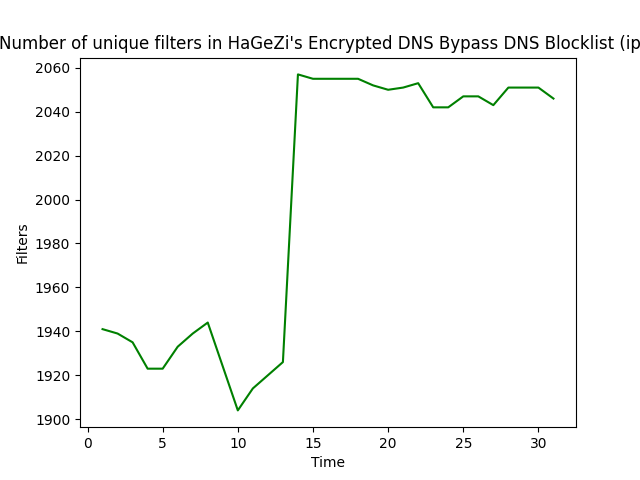 Number of unique filters in HaGeZi's Encrypted DNS Bypass DNS Blocklist (ip
2060
2040
2020
2000
1980
1960
1940
1920
1900
Filters
0 5 10 15 20 25 30
Time